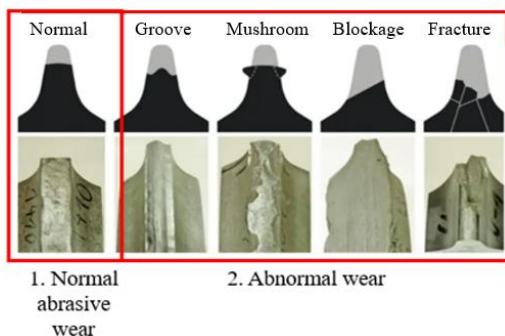 Normal Groove Mushroom Blockage Fracture
1. Normal
abrasive
wear
2. Abnormal wear